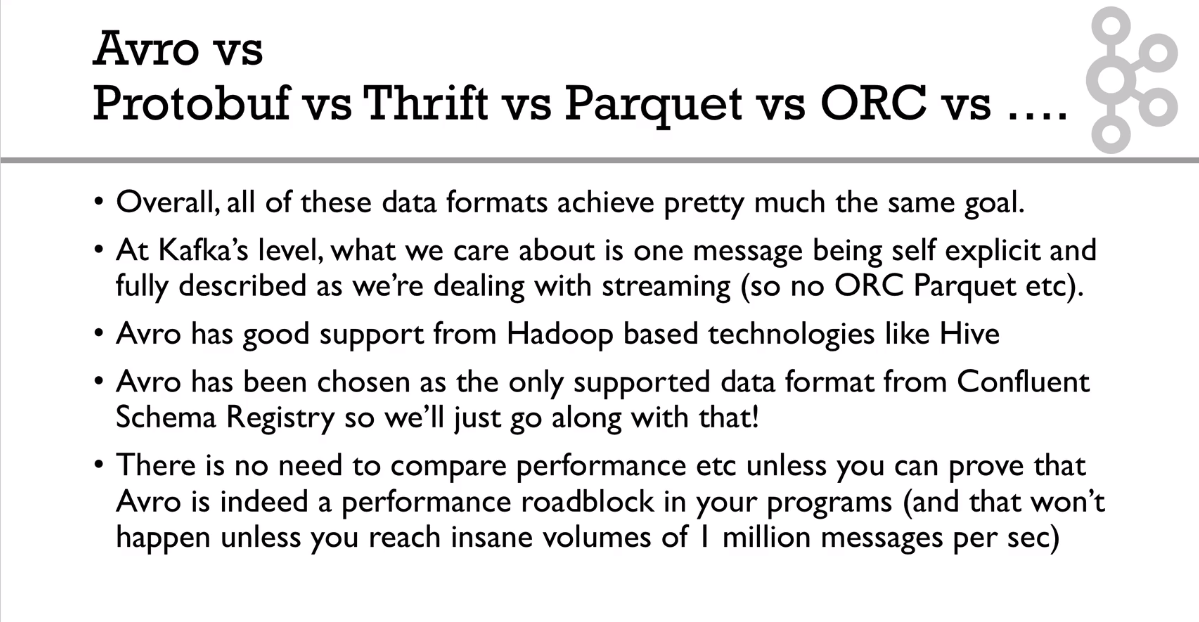 Avro vs
Protobuf vs Thrift vs Parquet vs ORC vs ....
• Overall, all of these data formats achieve pretty much the same goal.
• At Kafka's level, what we care about is one message being self explicit and
fully described as we're dealing with streaming (so no ORC Parquet etc).
• Avro has good support from Hadoop based technologies like Hive
• Avro has been chosen as the only supported data format from Confluent
Schema Registry so we'll just go along with that!
• There is no need to compare performance etc unless you can prove that
Avro is indeed a performance roadblock in your programs (and that won't
happen unless you reach insane volumes of 1 million messages per sec)